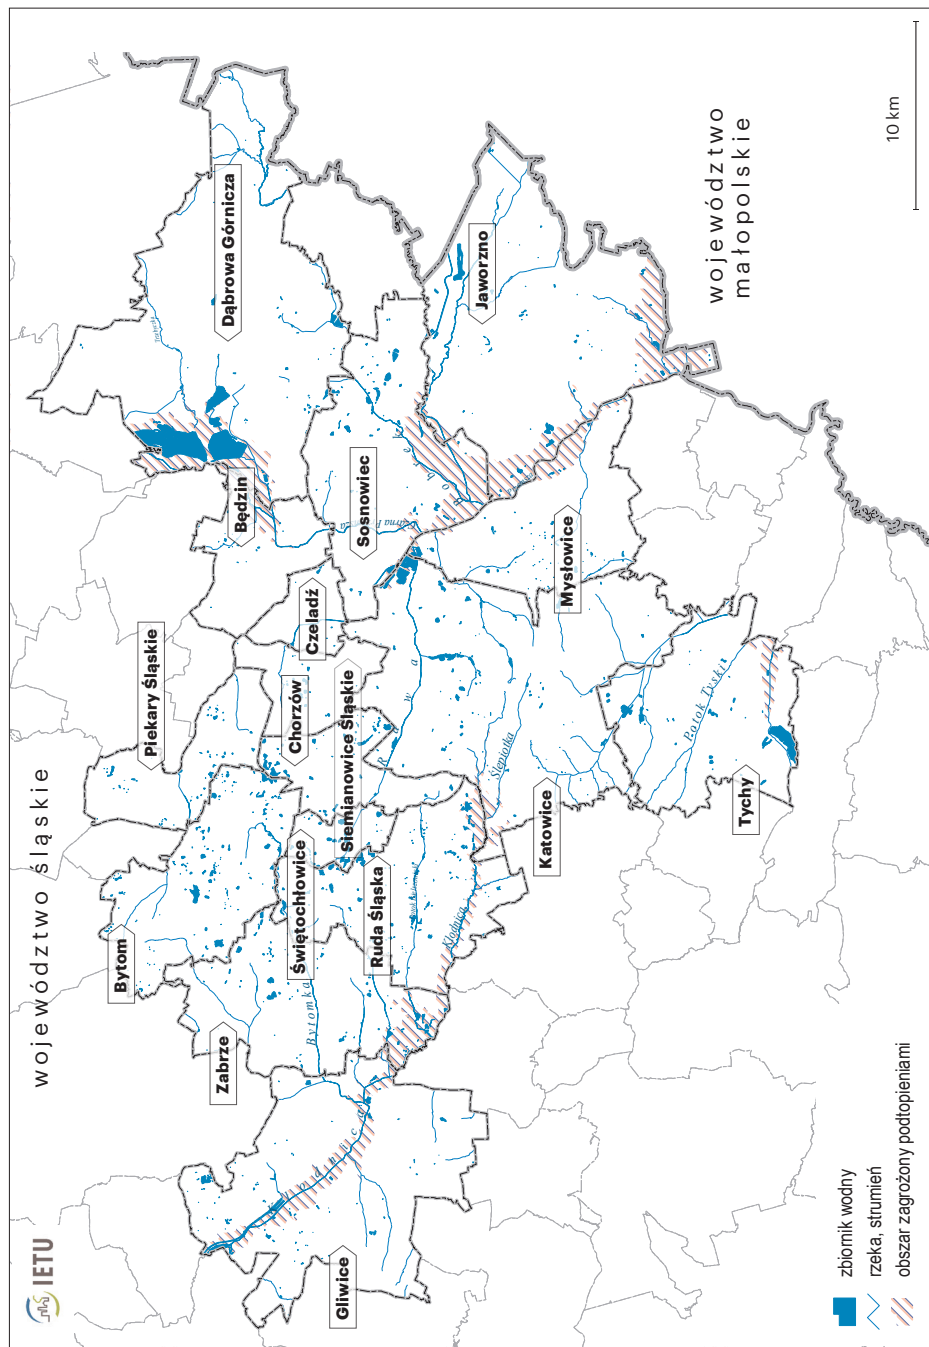 województwo śląskie
IETU
Gliwice
Zabrze
Bytom
Piekary Śląskie
Świętochłowice
Ruda Śląska
Siemianowice Śląskie
Chorzów
Czeladź
Będzin
Sosnowiec
Dąbrowa Górnicza
Jaworzno
Mysłowice
Katowice
Tychy
Kłodnica
Bytomka
Kłodnica
Rawa
Ślepiotka
Potok Tyski
województwo
małopolskie
10 km
zbiornik wodny
rzeka, strumień
obszar zagrożony podtopieniami